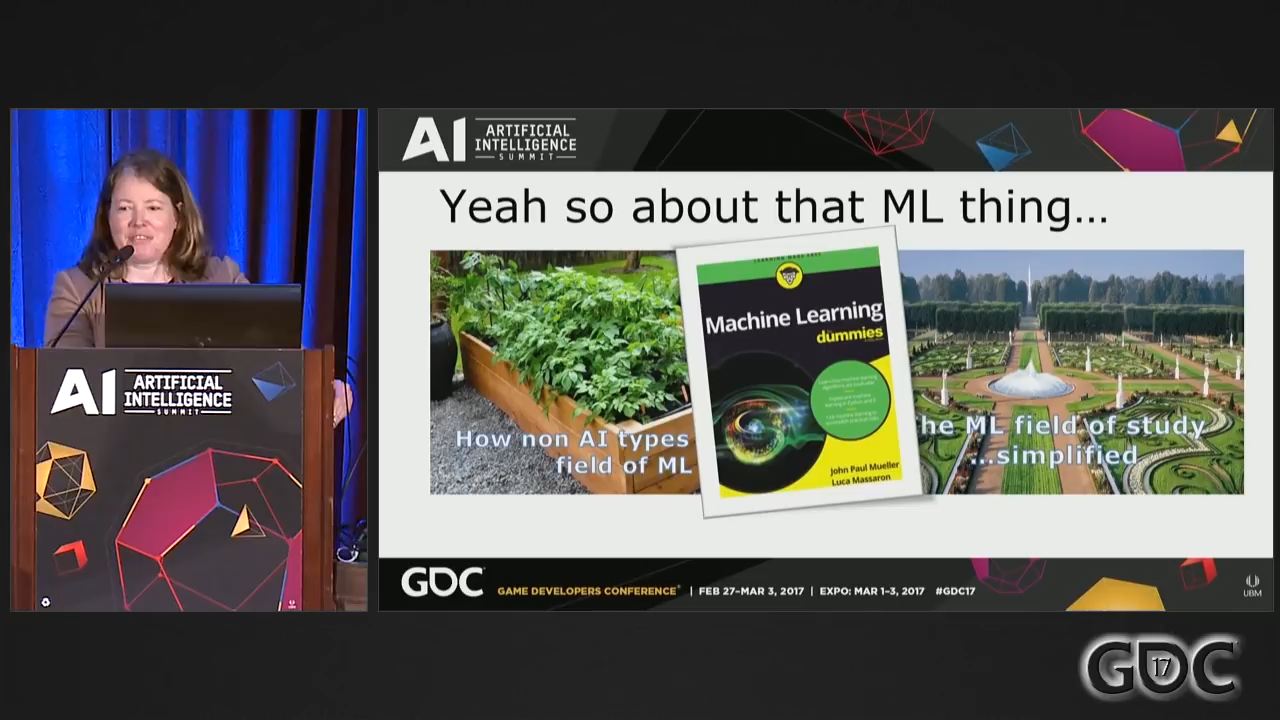 AI ARTIFICIAL
INTELLIGENCE
SUMMIT
AI ARTIFICIAL
INTELLIGENCE
SUMMIT
Yeah so about that ML thing...
How non AI types
field of ML
Machine Learning
dummies
John Paul Mueller
Luca Massaron
he ML field of study
...simplified
GDC GAME DEVELOPERS CONFERENCE® | FEB 27–MAR 3, 2017 | EXPO: MAR 1–3, 2017 #GDC17
UBM
GDC
17